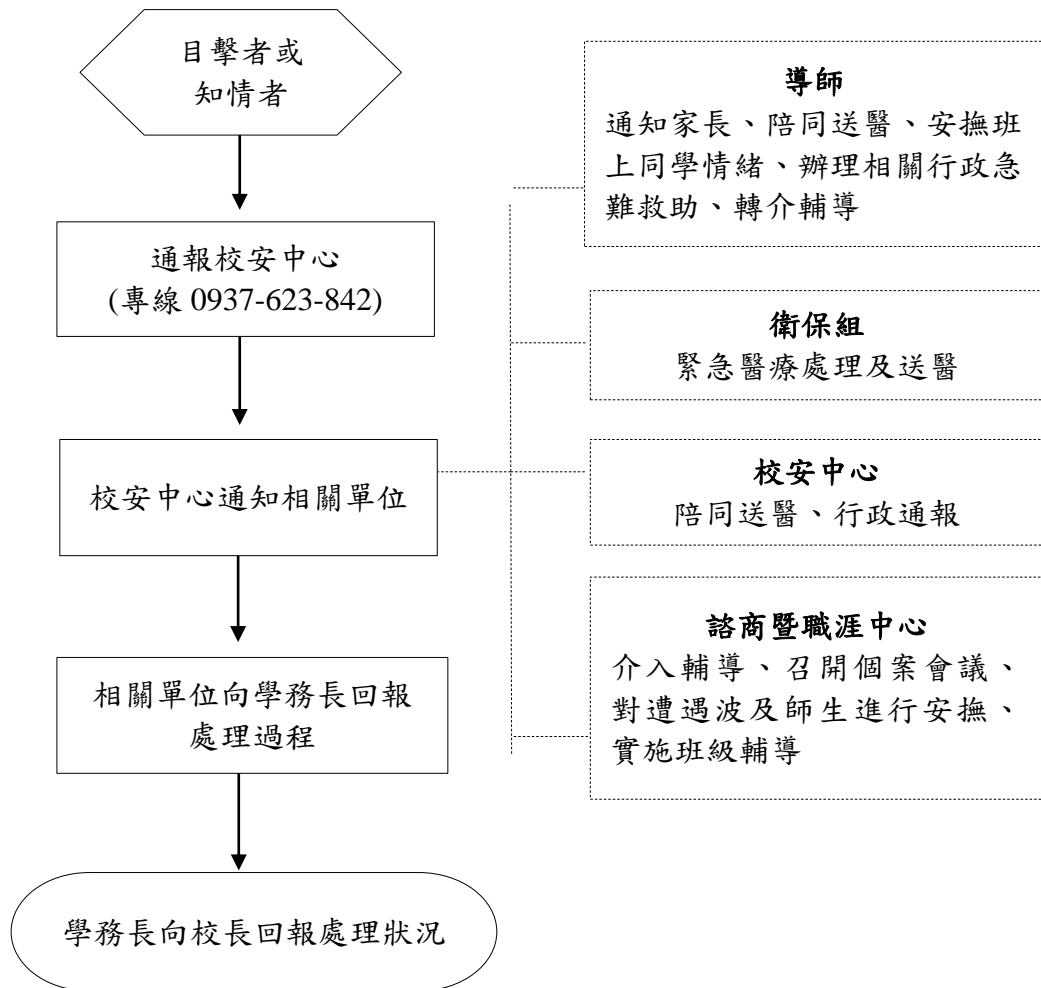 目擊者或
知情者
通報校安中心
(專線 0937-623-842)
校安中心通知相關單位
相關單位向學務長回報
處理過程
學務長向校長回報處理狀況
導師
通知家長、陪同送醫、安撫班
上同學情緒、辦理相關行政急
難救助、轉介輔導
衛保組
緊急醫療處理及送醫
校安中心
陪同送醫、行政通報
諮商暨職涯中心
介入輔導、召開個案會議、
對遭遇波及師生進行安撫、
實施班級輔導